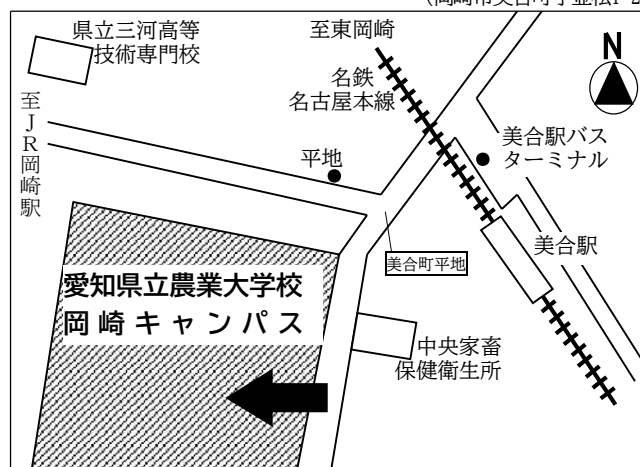 県立三河高等
技術専門校
至東岡崎
名鉄
名古屋本線
N
至JR岡崎駅
平地
美合駅バス
ターミナル
美合駅
美合町平地
愛知県立農業大学校
岡崎キャンパス
中央家畜
保健衛生所